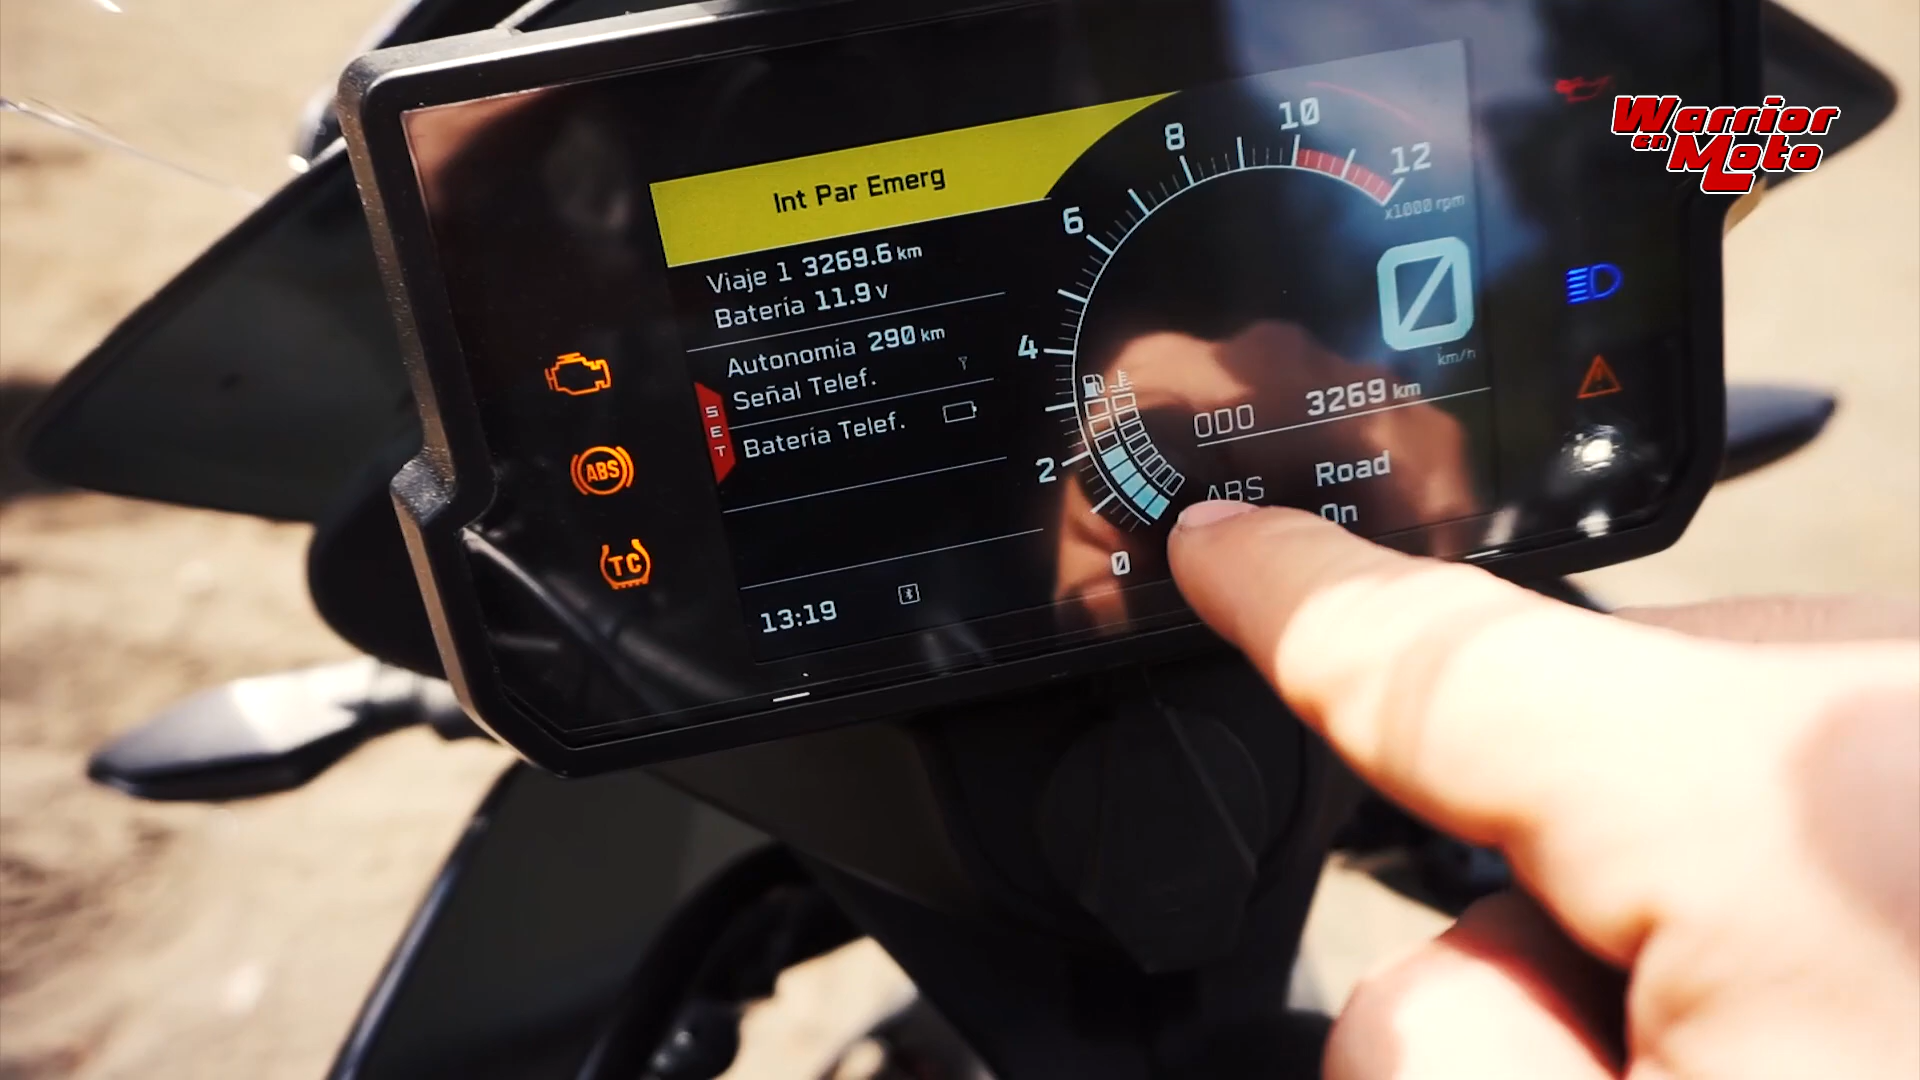 Warrior
en
Moto
Int Par Emerg
Viaje 1 3269.6 km
Batería 11.9 v
Autonomía 290 km
Señal Telef.
SET
Batería Telef.
13:19
ABS
TC
0
2
4
6
8
10
12
x1000 rpm
0
km/h
ODO 3269 km
ABS Road
On